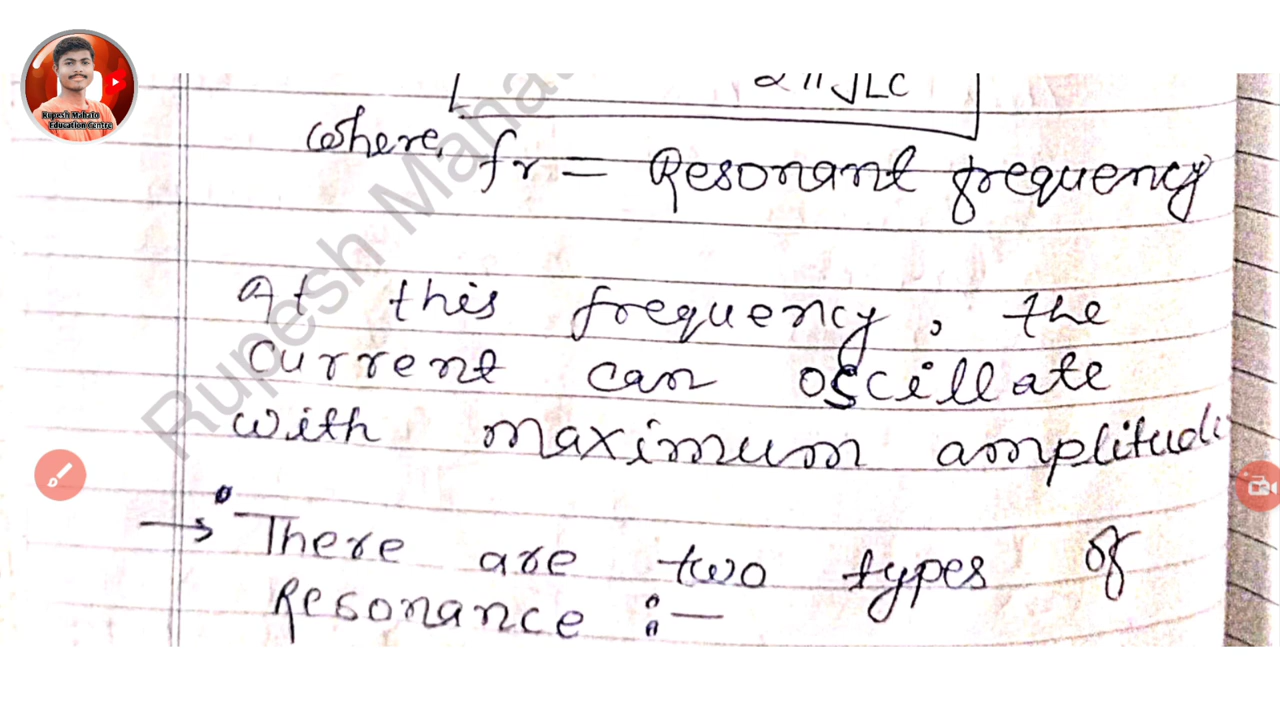 Rupesh Mahato
Education Centre
2π√LC
Where, fr = Resonant frequency
At this frequency, the
current can oscillate
with maximum amplitude
→ There are two types of
Resonance :-
Rupesh Maha